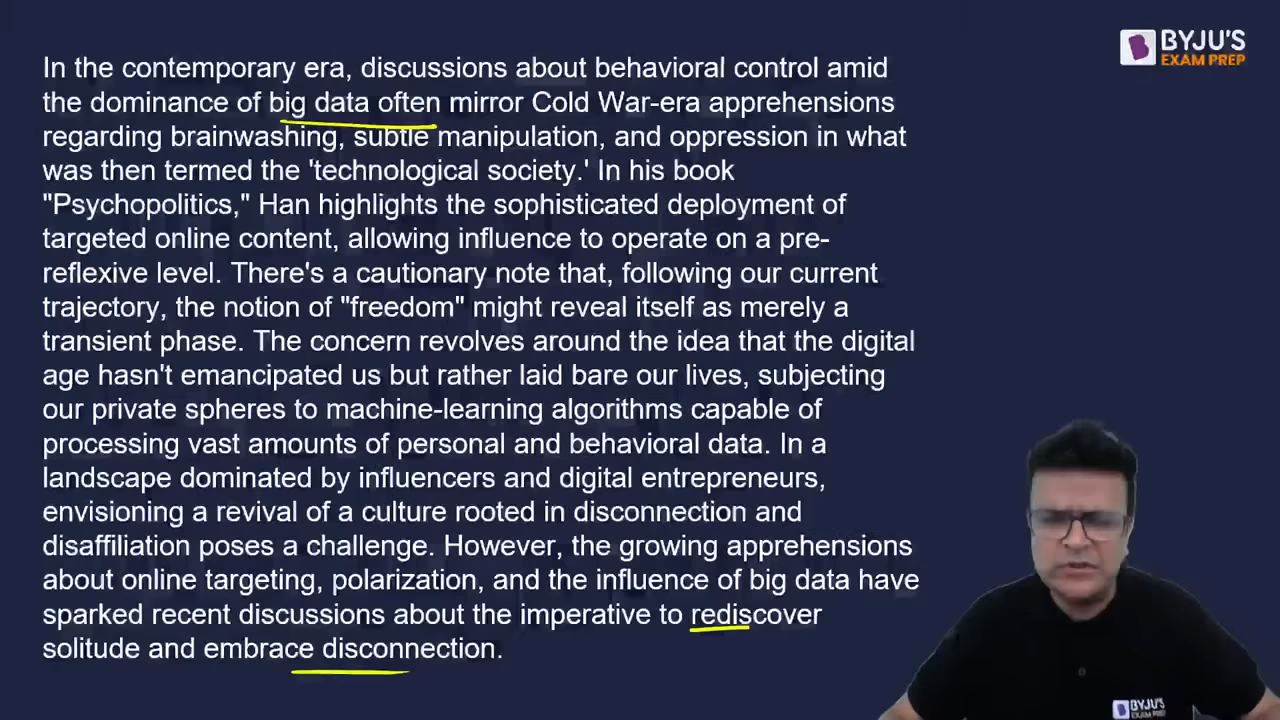 BYJU'S
EXAM PREP
In the contemporary era, discussions about behavioral control amid
the dominance of big data often mirror Cold War-era apprehensions
regarding brainwashing, subtle manipulation, and oppression in what
was then termed the 'technological society.' In his book
"Psychopolitics," Han highlights the sophisticated deployment of
targeted online content, allowing influence to operate on a pre-
reflexive level. There's a cautionary note that, following our current
trajectory, the notion of "freedom" might reveal itself as merely a
transient phase. The concern revolves around the idea that the digital
age hasn't emancipated us but rather laid bare our lives, subjecting
our private spheres to machine-learning algorithms capable of
processing vast amounts of personal and behavioral data. In a
landscape dominated by influencers and digital entrepreneurs,
envisioning a revival of a culture rooted in disconnection and
disaffiliation poses a challenge. However, the growing apprehensions
about online targeting, polarization, and the influence of big data have
sparked recent discussions about the imperative to rediscover
solitude and embrace disconnection.
BYJU'S
EXAM PREP